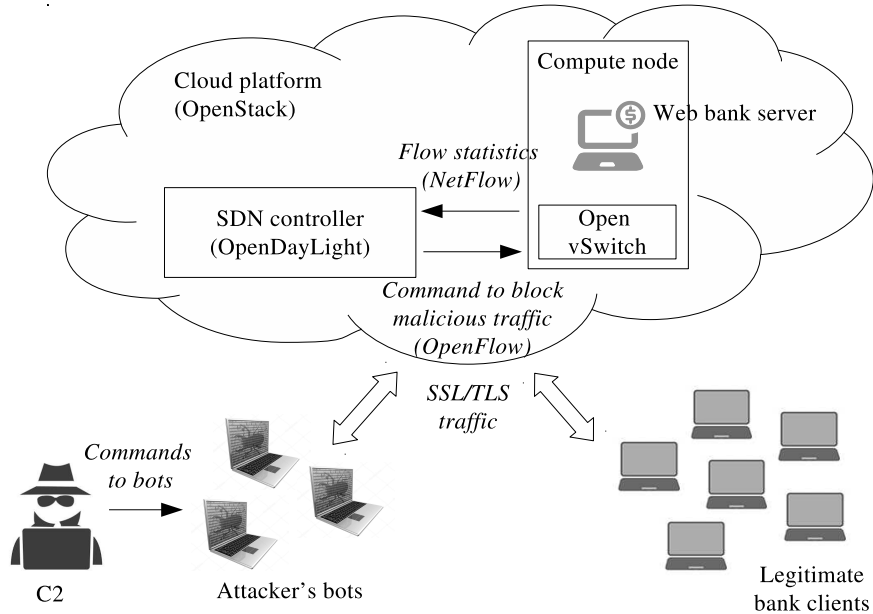 Cloud platform
(OpenStack)
Compute node
$
Web bank server
Flow statistics
(NetFlow)
SDN controller
(OpenDayLight)
Open
vSwitch
Command to block
malicious traffic
(OpenFlow)
SSL/TLS
traffic
Commands
to bots
C2
Attacker's bots
Legitimate
bank clients